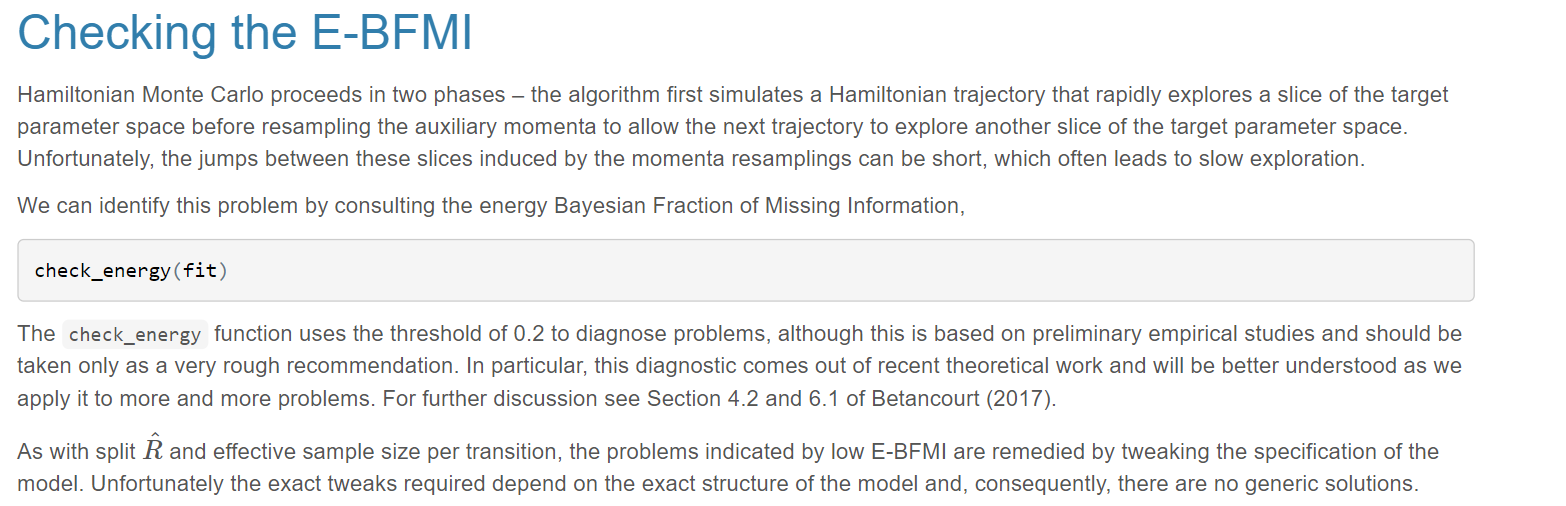 Checking the E-BFMI
Hamiltonian Monte Carlo proceeds in two phases – the algorithm first simulates a Hamiltonian trajectory that rapidly explores a slice of the target
parameter space before resampling the auxiliary momenta to allow the next trajectory to explore another slice of the target parameter space.
Unfortunately, the jumps between these slices induced by the momenta resamplings can be short, which often leads to slow exploration.
We can identify this problem by consulting the energy Bayesian Fraction of Missing Information,
check_energy(fit)
The check_energy function uses the threshold of 0.2 to diagnose problems, although this is based on preliminary empirical studies and should be
taken only as a very rough recommendation. In particular, this diagnostic comes out of recent theoretical work and will be better understood as we
apply it to more and more problems. For further discussion see Section 4.2 and 6.1 of Betancourt (2017).
As with split R̂ and effective sample size per transition, the problems indicated by low E-BFMI are remedied by tweaking the specification of the
model. Unfortunately the exact tweaks required depend on the exact structure of the model and, consequently, there are no generic solutions.